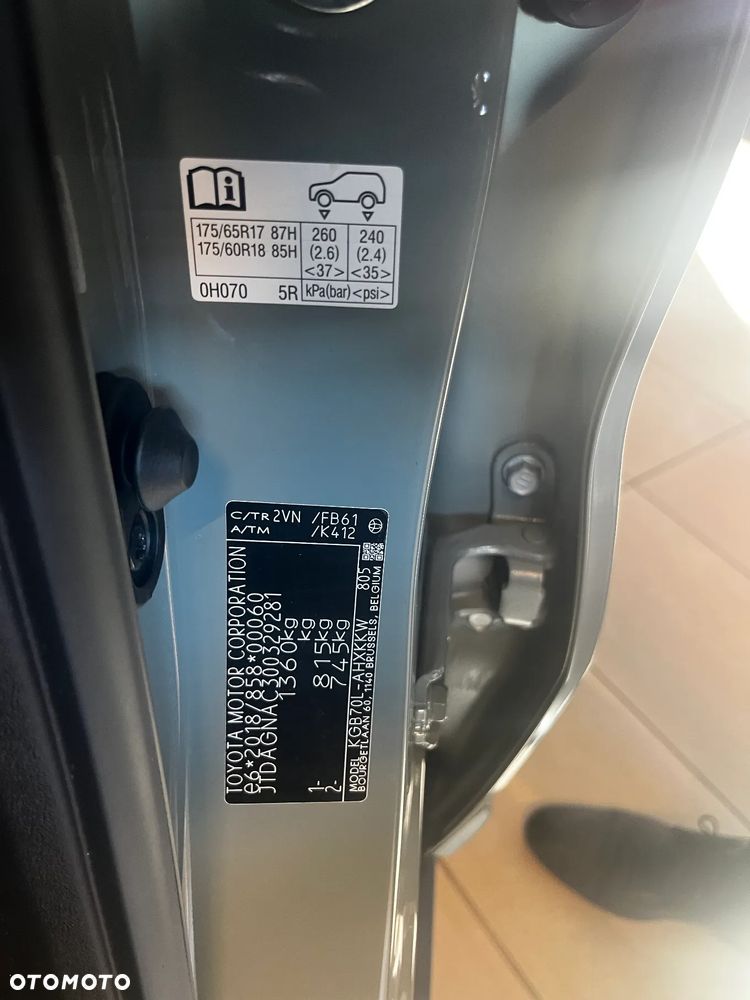 175/65R17 87H 260 240
175/60R18 85H (2.6) (2.4)
<37> <35>
0H070 5R kPa(bar) <psi>
C/TR 2VN /FB61
A/TM /K412
TOYOTA MOTOR CORPORATION
e6*2018/858*00060
JTDAGNAC300329281
1360kg
kg
1- 815kg
2- 745kg
MODEL KGB70L-AHXKKW 805
BOURGETLAAN 60, 1140 BRUSSELS, BELGIUM
OTOMOTO